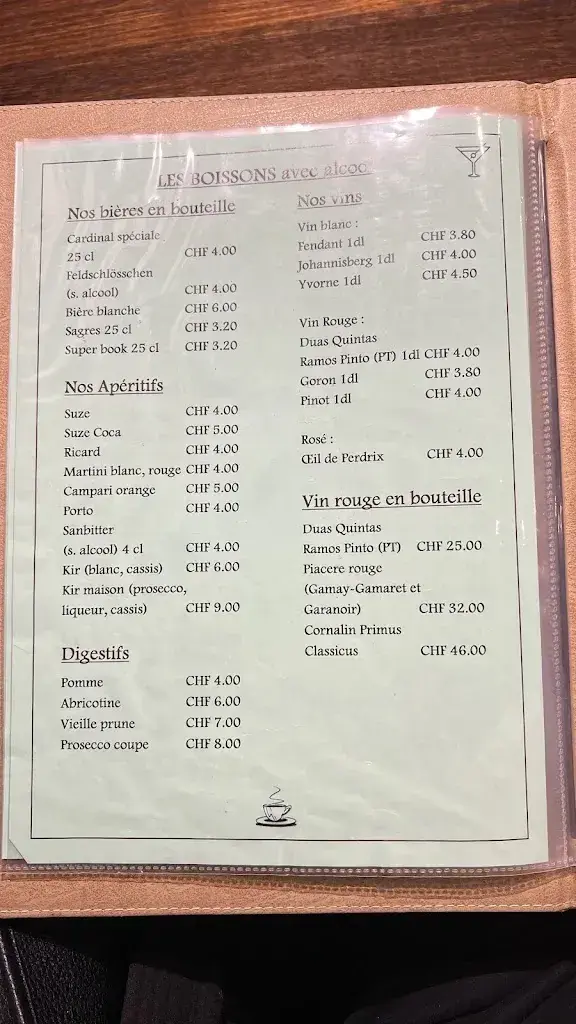 LES BOISSONS avec alcoo
Nos bières en bouteille
Cardinal spéciale
25 cl CHF 4.00
Feldschlösschen
(s. alcool) CHF 4.00
Bière blanche CHF 6.00
Sagres 25 cl CHF 3.20
Super book 25 cl CHF 3.20
Nos Apéritifs
Suze CHF 4.00
Suze Coca CHF 5.00
Ricard CHF 4.00
Martini blanc, rouge CHF 4.00
Campari orange CHF 5.00
Porto CHF 4.00
Sanbitter
(s. alcool) 4 cl CHF 4.00
Kir (blanc, cassis) CHF 6.00
Kir maison (prosecco,
liqueur, cassis) CHF 9.00
Digestifs
Pomme CHF 4.00
Abricotine CHF 6.00
Vieille prune CHF 7.00
Prosecco coupe CHF 8.00
Nos vins
Vin blanc :
Fendant 1dl CHF 3.80
Johannisberg 1dl CHF 4.00
Yvorne 1dl CHF 4.50
Vin Rouge :
Duas Quintas
Ramos Pinto (PT) 1dl CHF 4.00
Goron 1dl CHF 3.80
Pinot 1dl CHF 4.00
Rosé :
Œil de Perdrix CHF 4.00
Vin rouge en bouteille
Duas Quintas
Ramos Pinto (PT) CHF 25.00
Piacere rouge
(Gamay-Gamaret et
Garanoir) CHF 32.00
Cornalin Primus
Classicus CHF 46.00